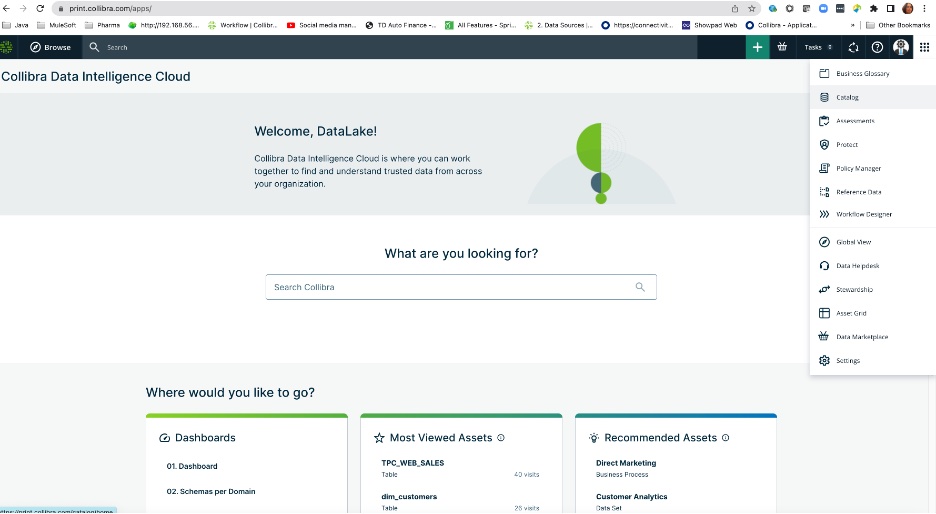 print.collibra.com/apps/
Java
MuleSoft
Pharma
http://192.168.56....
Workflow | Collibr...
Social media man...
TD Auto Finance -...
All Features - Spri...
2. Data Sources |...
https://connect.vit...
Showpad Web
Collibra - Applicat...
»
Other Bookmarks
Browse
Search
Tasks 0
Collibra Data Intelligence Cloud
Business Glossary
Catalog
Assessments
Protect
Policy Manager
Reference Data
Workflow Designer
Global View
Data Helpdesk
Stewardship
Asset Grid
Data Marketplace
Settings
Welcome, DataLake!
Collibra Data Intelligence Cloud is where you can work
together to find and understand trusted data from across
your organization.
What are you looking for?
Search Collibra
Where would you like to go?
Dashboards
01. Dashboard
02. Schemas per Domain
Most Viewed Assets
TPC_WEB_SALES
Table 40 visits
dim_customers
Table 26 visits
Recommended Assets
Direct Marketing
Business Process
Customer Analytics
Data Set
https://print.collibra.com/catalog/home